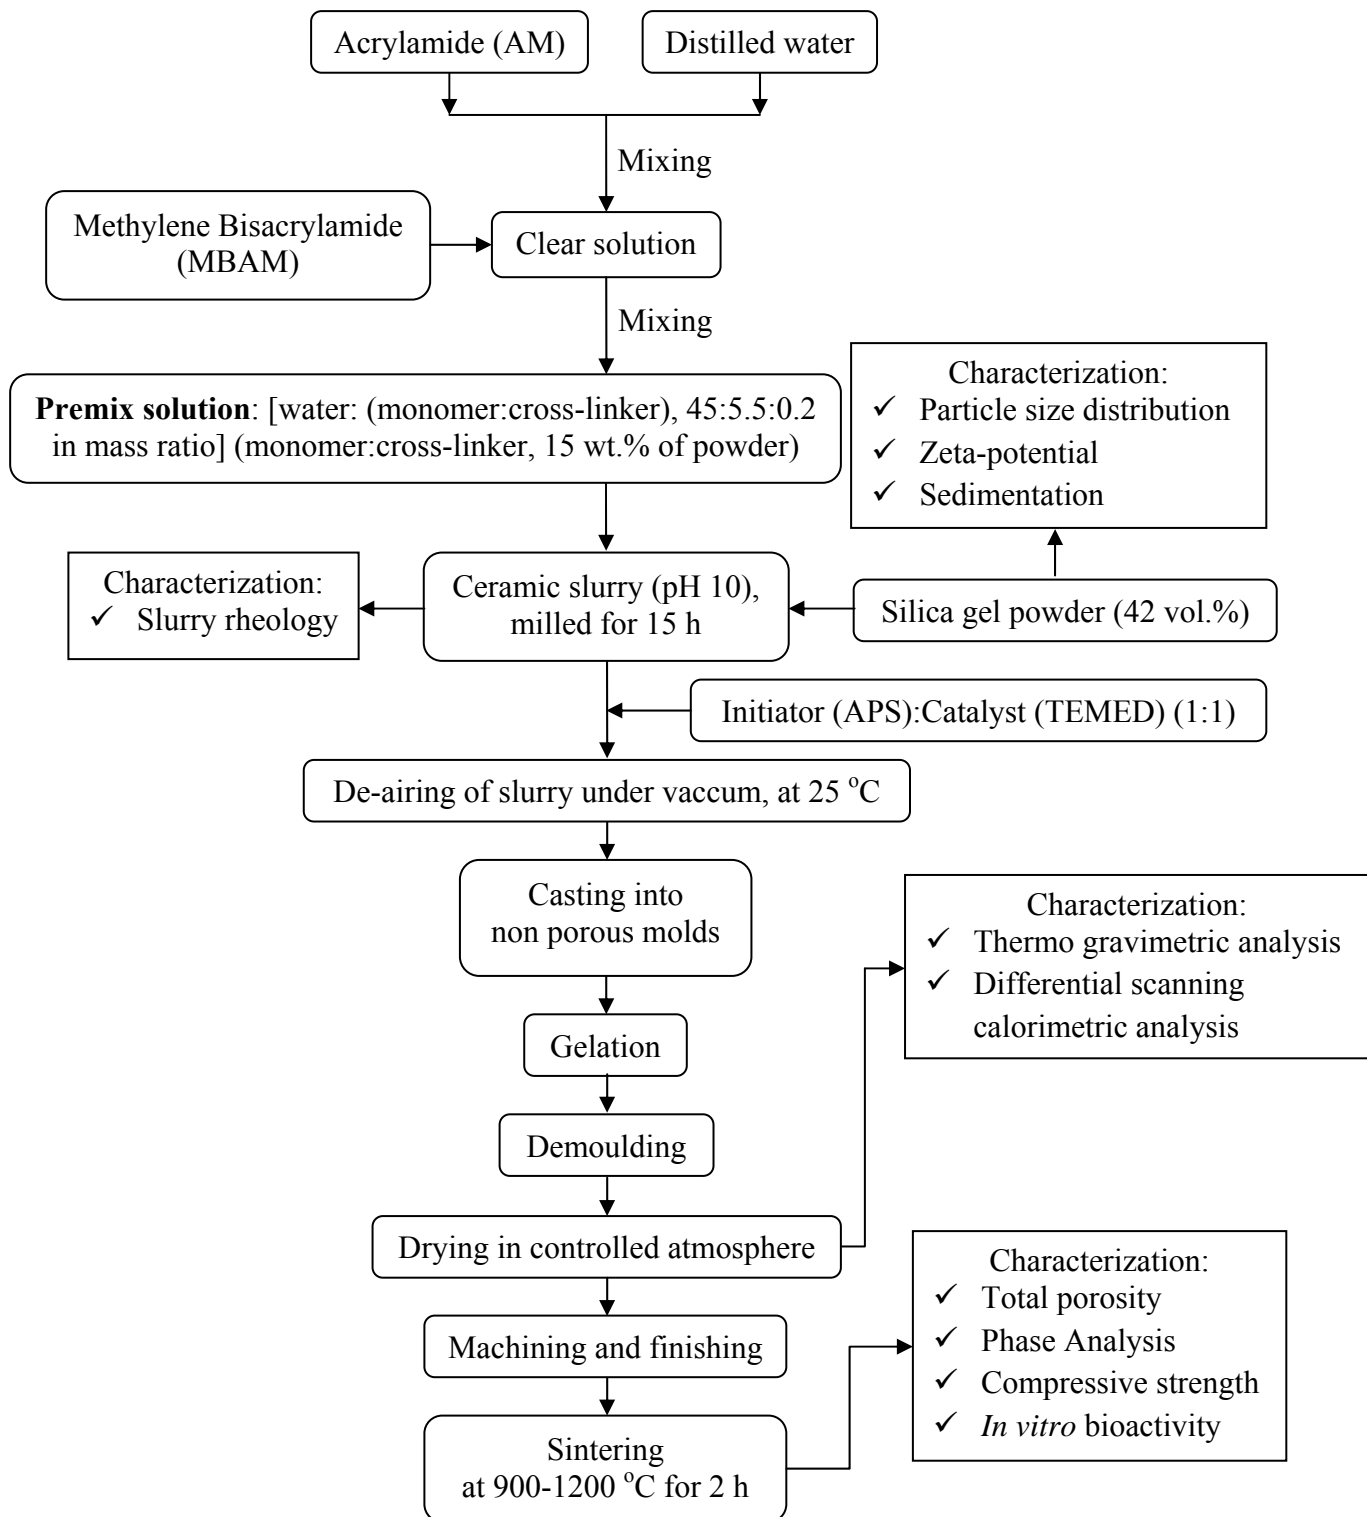 Acrylamide (AM)
Distilled water
Mixing
Methylene Bisacrylamide
(MBAM)
Clear solution
Mixing
Premix solution: [water: (monomer:cross-linker), 45:5.5:0.2
in mass ratio] (monomer:cross-linker, 15 wt.% of powder)
Characterization:
✓ Particle size distribution
✓ Zeta-potential
✓ Sedimentation
Characterization:
✓ Slurry rheology
Ceramic slurry (pH 10),
milled for 15 h
Silica gel powder (42 vol.%)
Initiator (APS):Catalyst (TEMED) (1:1)
De-airing of slurry under vaccum, at 25 °C
Casting into
non porous molds
Characterization:
✓ Thermo gravimetric analysis
✓ Differential scanning
calorimetric analysis
Gelation
Demoulding
Drying in controlled atmosphere
Characterization:
✓ Total porosity
✓ Phase Analysis
✓ Compressive strength
✓ In vitro bioactivity
Machining and finishing
Sintering
at 900-1200 °C for 2 h